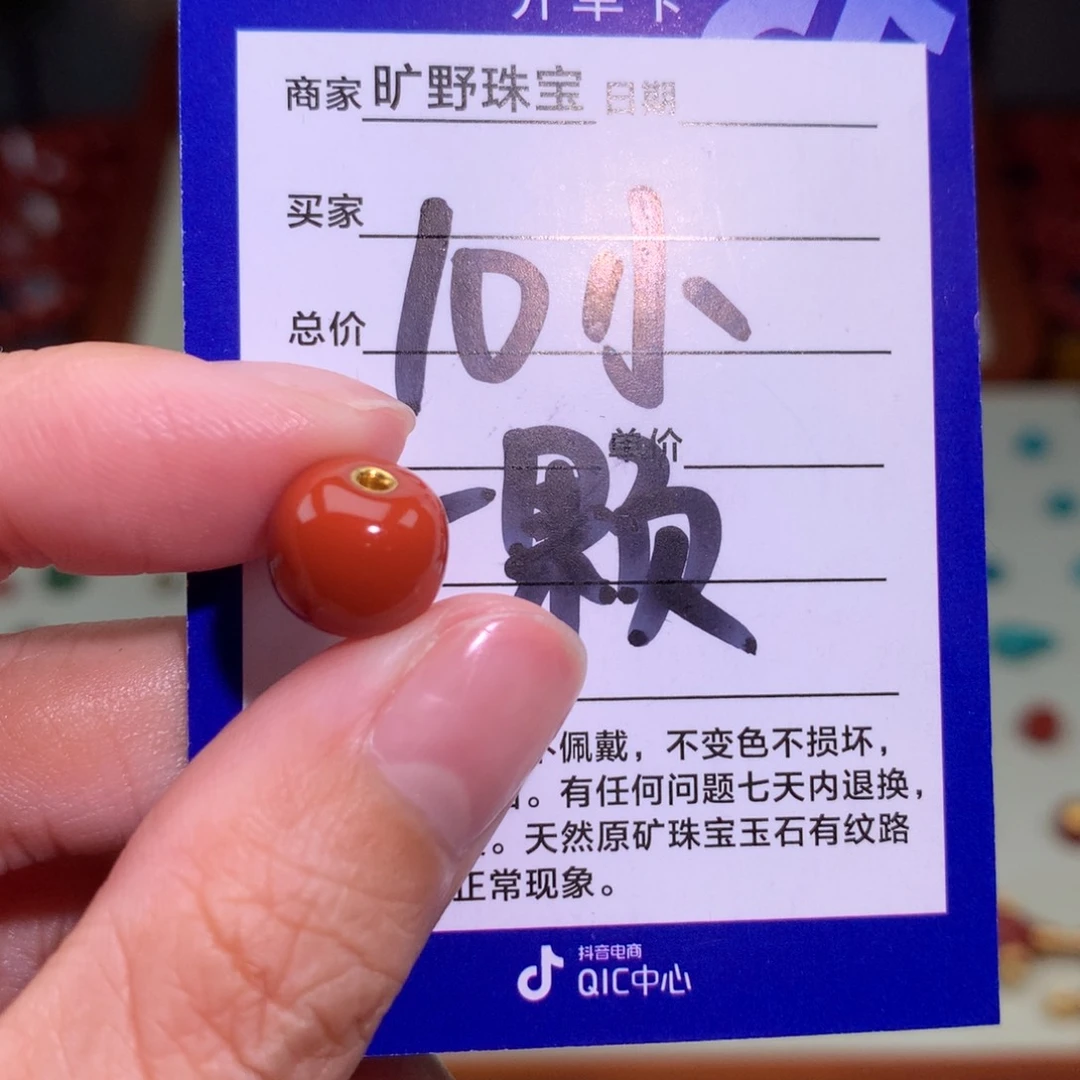 商家 旷野珠宝 日期
买家
总价
10小
单价
一颗
佩戴，不变色不损坏，
。有任何问题七天内退换，
。天然原矿珠宝玉石有纹路
正常现象。
抖音电商
QIC中心